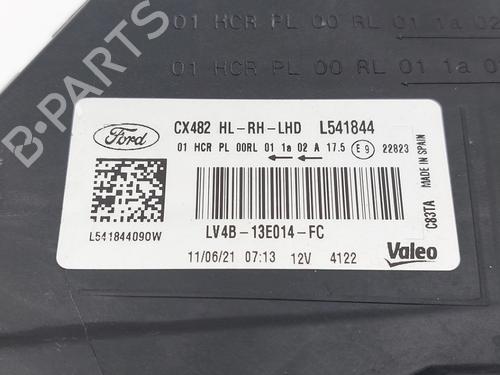 01 HCR PL 00 RL 01 1a 02
01 HCR PL 00 RL 01 1a 02
Ford
CX482 HL-RH-LHD L541844
01 HCR PL 00RL 01 1a 02 A 17.5 E9 22823
L541844090W
LV4B-13E014-FC
11/06/21 07:13 12V 4122
Valeo
C83TA MADE IN SPAIN